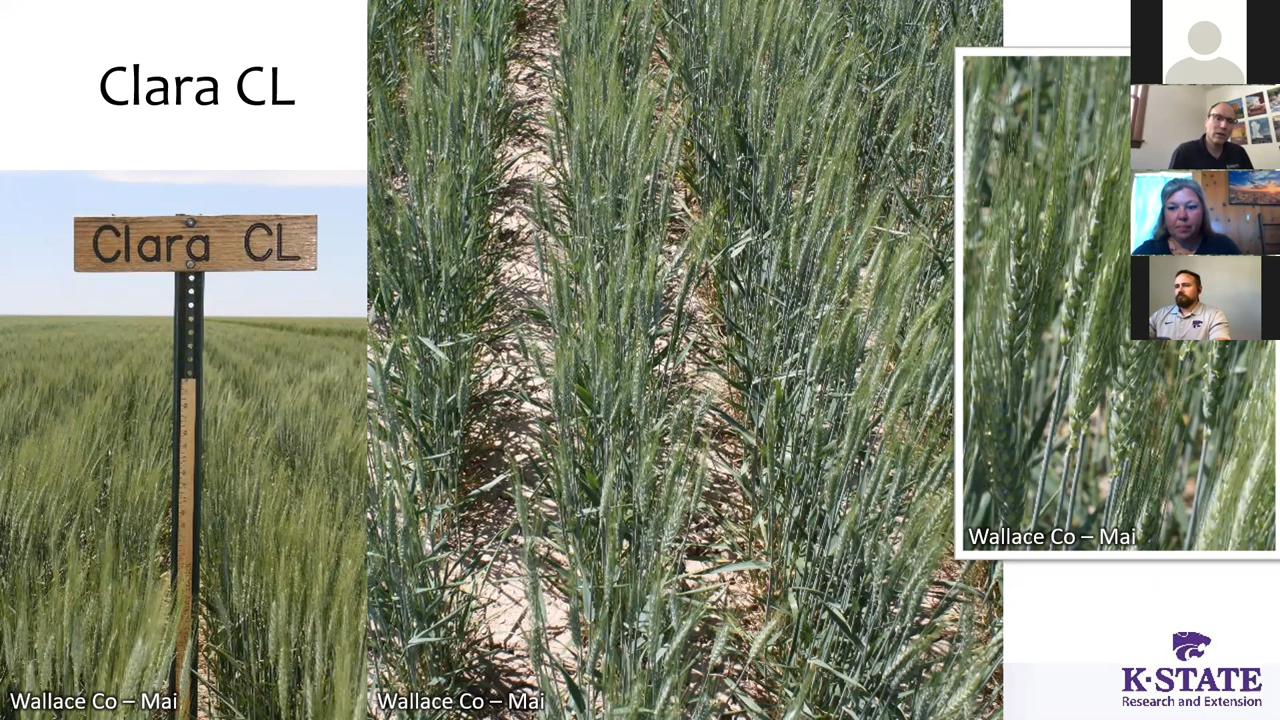 Clara CL
Clara CL
Wallace Co – Mai
Wallace Co – Mai
Wallace Co – Mai
K-STATE
Research and Extension